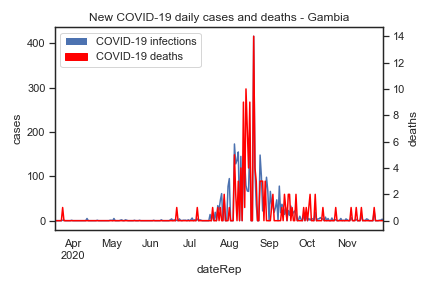 New COVID-19 daily cases and deaths - Gambia
COVID-19 infections
COVID-19 deaths
400
300
200
100
0
cases
14
12
10
8
6
4
2
0
deaths
Apr May Jun Jul Aug Sep Oct Nov
2020
dateRep